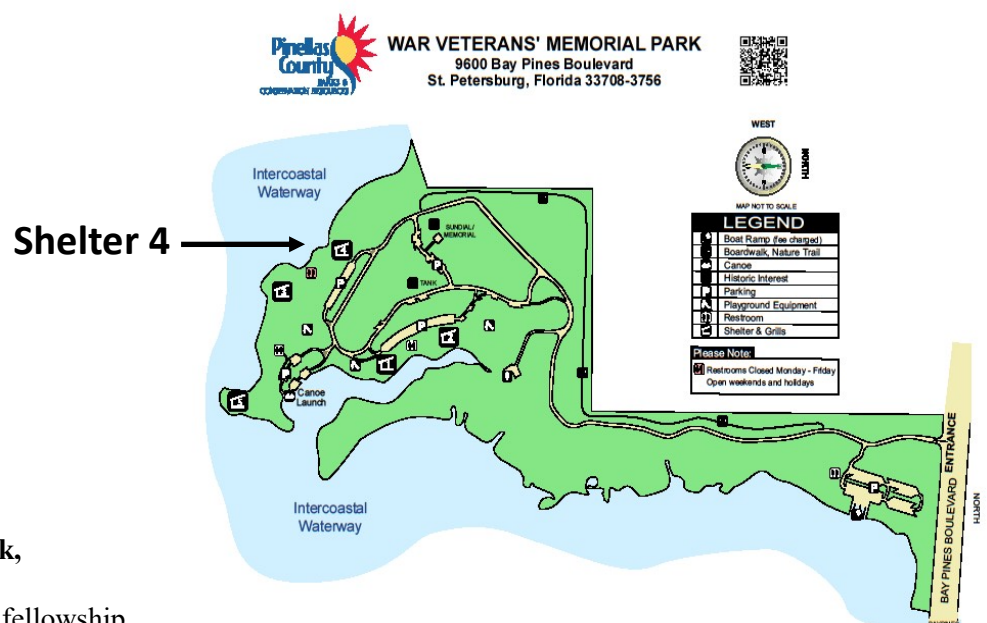 Pinellas
County
PARKS &
CONSERVATION RESOURCES
WAR VETERANS' MEMORIAL PARK
9600 Bay Pines Boulevard
St. Petersburg, Florida 33708-3756
WEST
NORTH
MAP NOT TO SCALE
LEGEND
Boat Ramp (fee charged)
Boardwalk, Nature Trail
Canoe
Historic Interest
Parking
Playground Equipment
Restroom
Shelter & Grills
Please Note:
Restrooms Closed Monday - Friday
Open weekends and holidays
Intercoastal
Waterway
Shelter 4
SUNDIAL/
MEMORIAL
P
P
TANK
P
P
Canoe
Launch
Intercoastal
Waterway
P
BAY PINES BOULEVARD ENTRANCE
NORTH
k,
fellowship